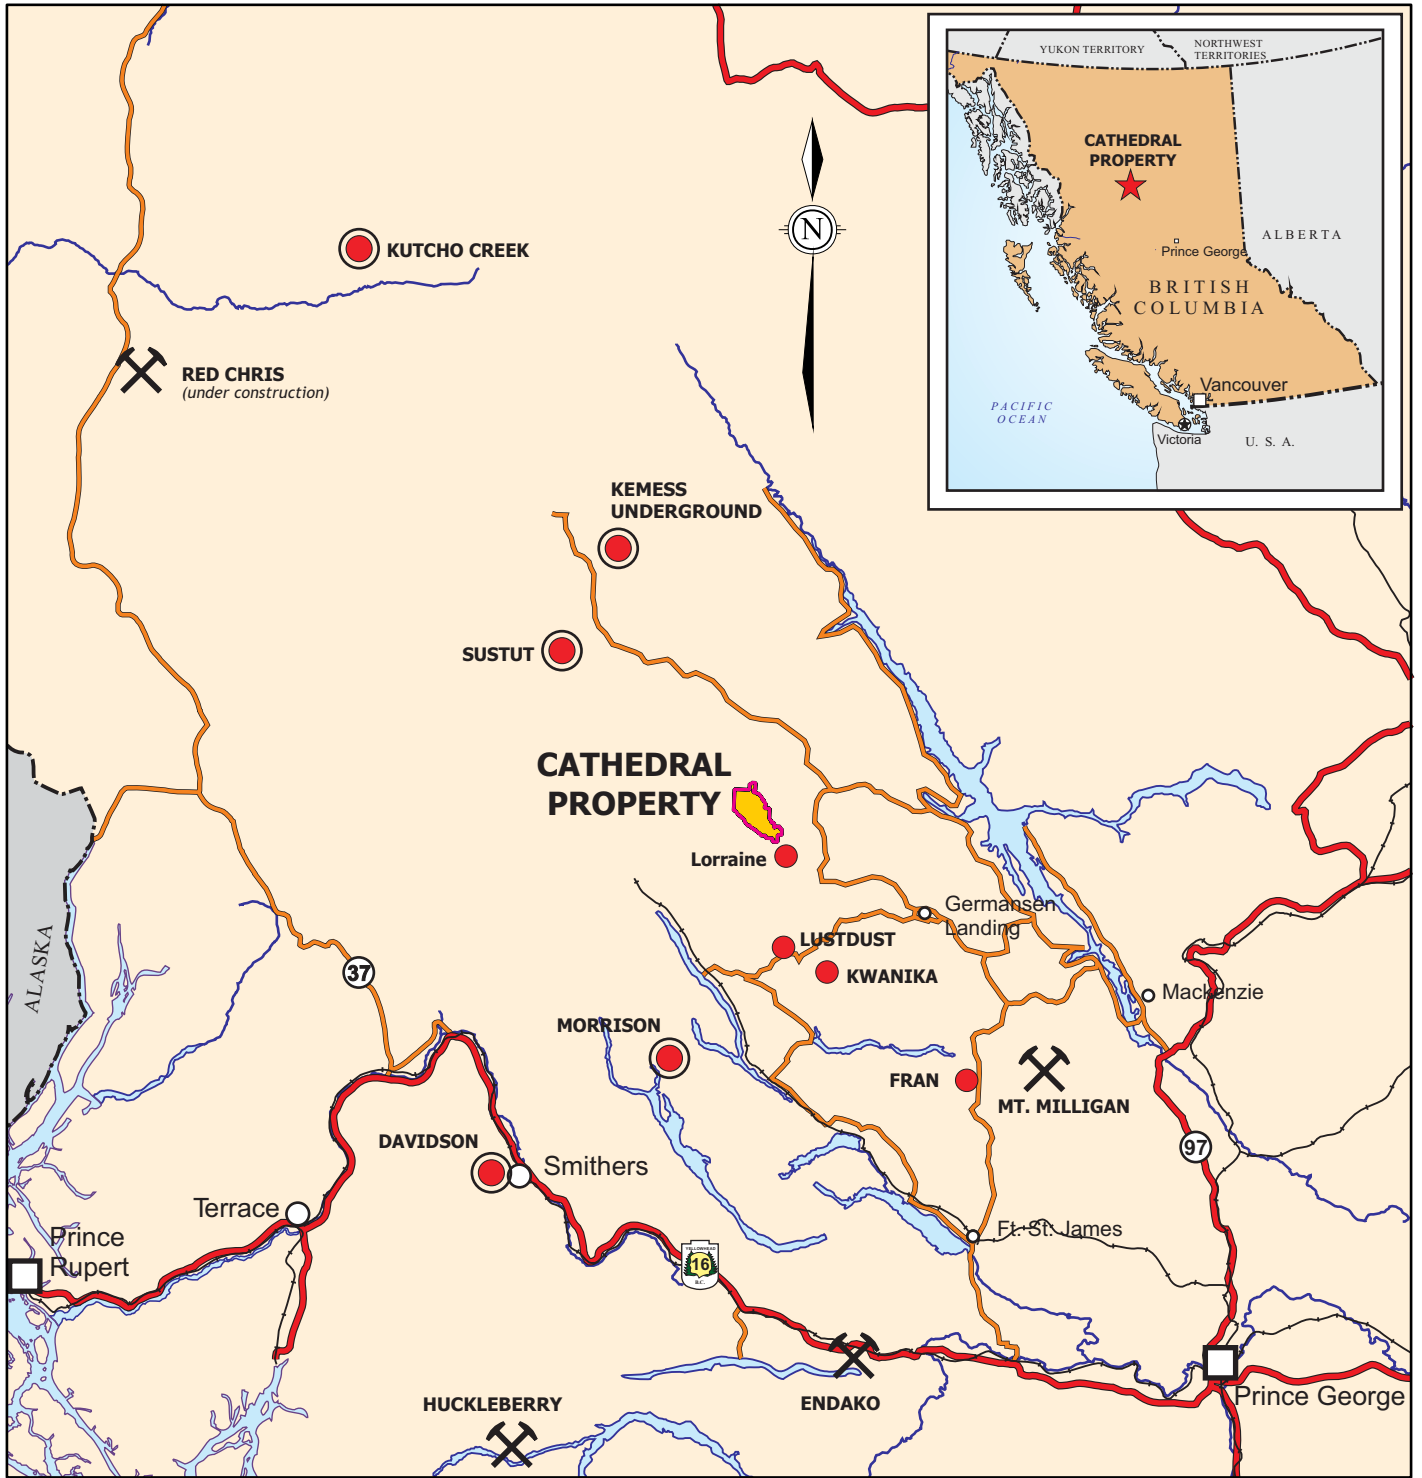 YUKON TERRITORY
NORTHWEST
TERRITORIES
CATHEDRAL
PROPERTY
ALBERTA
Prince George
BRITISH
COLUMBIA
Vancouver
PACIFIC
OCEAN
Victoria
U. S. A.
N
KUTCHO CREEK
RED CHRIS
(under construction)
KEMESS
UNDERGROUND
SUSTUT
CATHEDRAL
PROPERTY
Lorraine
Germansen
Landing
ALASKA
LUSTDUST
37
KWANIKA
Mackenzie
MORRISON
FRAN
MT. MILLIGAN
DAVIDSON
97
Smithers
Terrace
Ft. St. James
Prince
Rupert
YELLOWHEAD
16
B.C.
Prince George
HUCKLEBERRY
ENDAKO